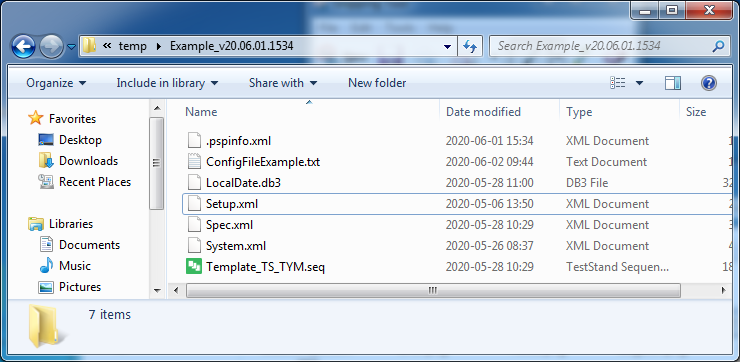 « temp Example_v20.06.01.1534 Search Example_v20.06.01.1534
Organize Include in library Share with New folder
Favorites
Desktop
Downloads
Recent Places
Libraries
Documents
Music
Pictures
Name Date modified Type Size
.pspinfo.xml 2020-06-01 15:34 XML Document 1
ConfigFileExample.txt 2020-06-02 09:44 Text Document 1
LocalDate.db3 2020-05-28 11:00 DB3 File 32
Setup.xml 2020-05-06 13:50 XML Document 2
Spec.xml 2020-05-28 10:29 XML Document 3
System.xml 2020-05-26 08:37 XML Document 4
Template_TS_TYM.seq 2020-05-28 10:29 TestStand Sequen... 18
7 items